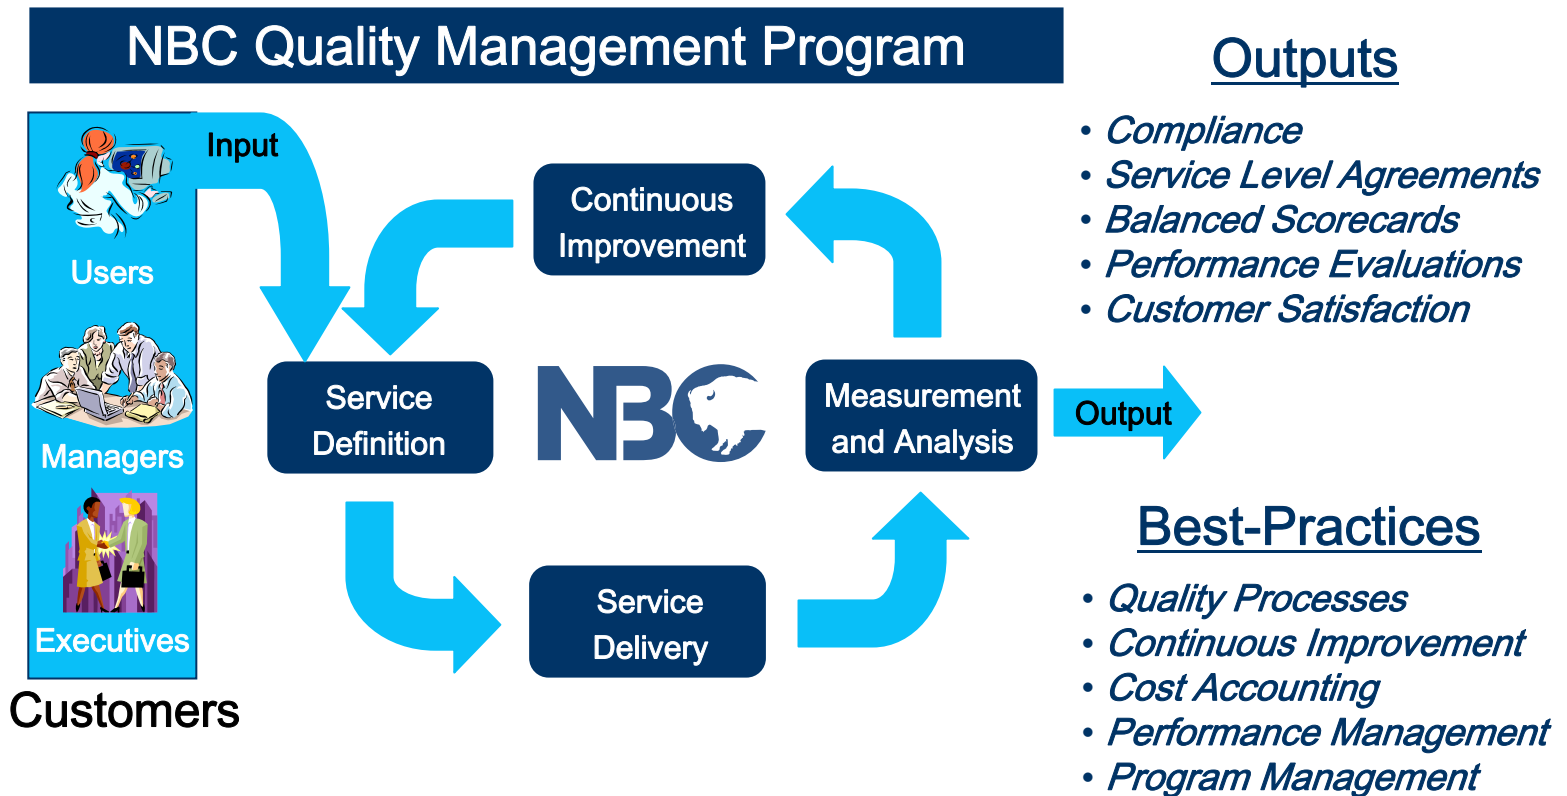 NBC Quality Management Program
Input
Users
Managers
Executives
Customers
Continuous
Improvement
Service
Definition
NBC
Measurement
and Analysis
Output
Service
Delivery
Outputs
• Compliance
• Service Level Agreements
• Balanced Scorecards
• Performance Evaluations
• Customer Satisfaction
Best-Practices
• Quality Processes
• Continuous Improvement
• Cost Accounting
• Performance Management
• Program Management